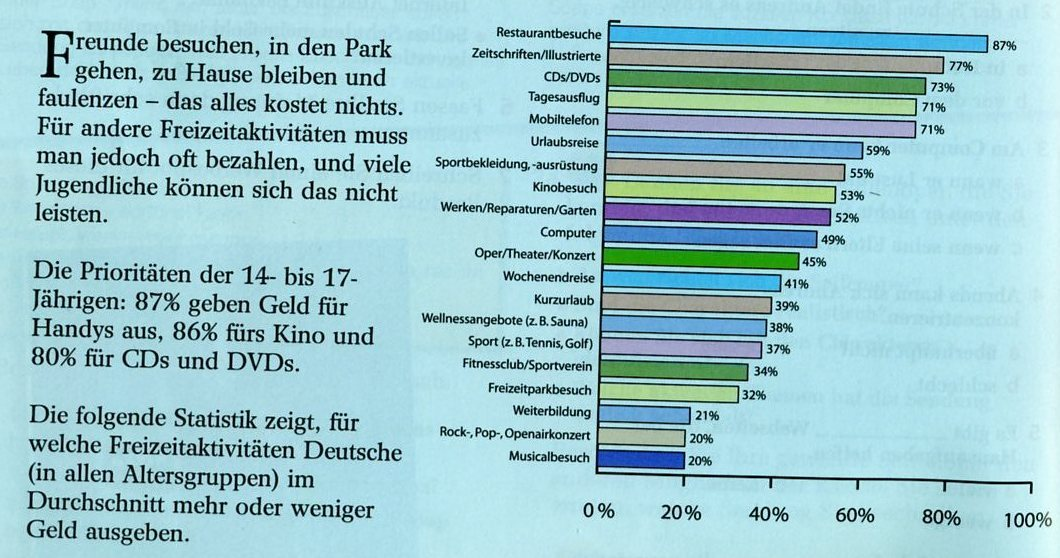 Freunde besuchen, in den Park
gehen, zu Hause bleiben und
faulenzen – das alles kostet nichts.
Für andere Freizeitaktivitäten muss
man jedoch oft bezahlen, und viele
Jugendliche können sich das nicht
leisten.
Die Prioritäten der 14- bis 17-
Jährigen: 87% geben Geld für
Handys aus, 86% fürs Kino und
80% für CDs und DVDs.
Die folgende Statistik zeigt, für
welche Freizeitaktivitäten Deutsche
(in allen Altersgruppen) im
Durchschnitt mehr oder weniger
Geld ausgeben.
Restaurantbesuche 87%
Zeitschriften/Illustrierte 77%
CDs/DVDs 73%
Tagesausflug 71%
Mobiltelefon 71%
Urlaubsreise 59%
Sportbekleidung,-ausrüstung 55%
Kinobesuch 53%
Werken/Reparaturen/Garten 52%
Computer 49%
Oper/Theater/Konzert 45%
Wochenendreise 41%
Kurzurlaub 39%
Wellnessangebote (z. B. Sauna) 38%
Sport (z. B. Tennis, Golf) 37%
Fitnessclub/Sportverein 34%
Freizeitparkbesuch 32%
Weiterbildung 21%
Rock-, Pop-, Openairkonzert 20%
Musicalbesuch 20%
0 % 20% 40% 60% 80% 100%